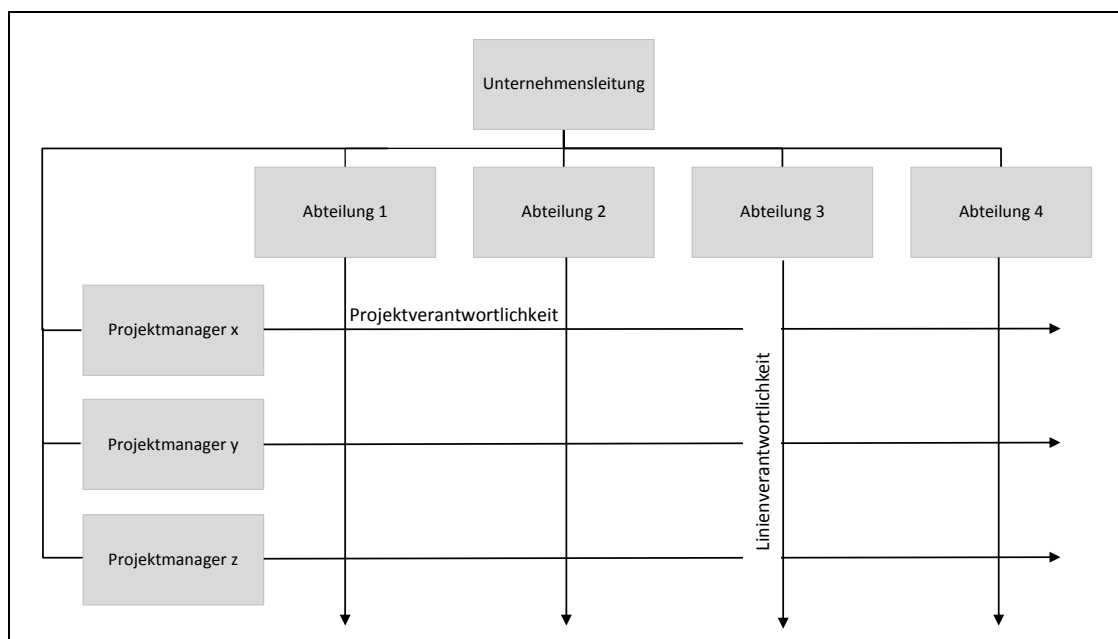 Unternehmensleitung
Abteilung 1
Abteilung 2
Abteilung 3
Abteilung 4
Projektmanager x
Projektverantwortlichkeit
Linienverantwortlichkeit
Projektmanager y
Projektmanager z